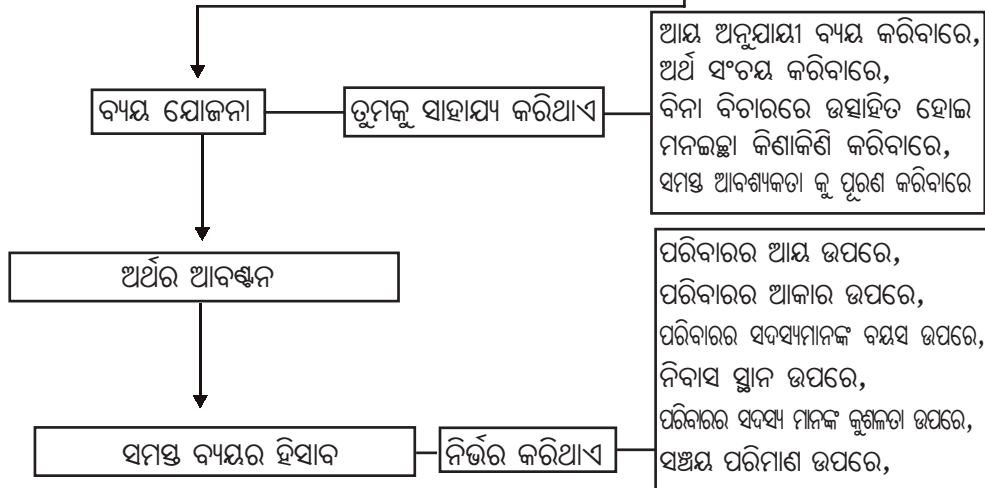 ଆୟ ଅନୁଯାୟୀ ବ୍ୟୟ କରିବାରେ,
ଅର୍ଥ ସଂଚୟ କରିବାରେ,
ବିନା ବିଚାରରେ ଉତ୍ସାହିତ ହୋଇ
ମନଇଚ୍ଛା କିଣାକିଣି କରିବାରେ,
ସମସ୍ତ ଆବଶ୍ୟକତା କୁ ପୂରଣ କରିବାରେ
ବ୍ୟୟ ଯୋଜନା
ତୁମକୁ ସାହାଯ୍ୟ କରିଥାଏ
ଅର୍ଥର ଆବଣ୍ଟନ
ପରିବାରର ଆୟ ଉପରେ,
ପରିବାରର ଆକାର ଉପରେ,
ପରିବାରର ସଦସ୍ୟମାନଙ୍କ ବୟସ ଉପରେ,
ନିବାସ ସ୍ଥାନ ଉପରେ,
ପରିବାରର ସଦସ୍ୟ ମାନଙ୍କ କୁଶଳତା ଉପରେ,
ସଞ୍ଚୟ ପରିମାଣ ଉପରେ,
ସମସ୍ତ ବ୍ୟୟର ହିସାବ
ନିର୍ଭର କରିଥାଏ